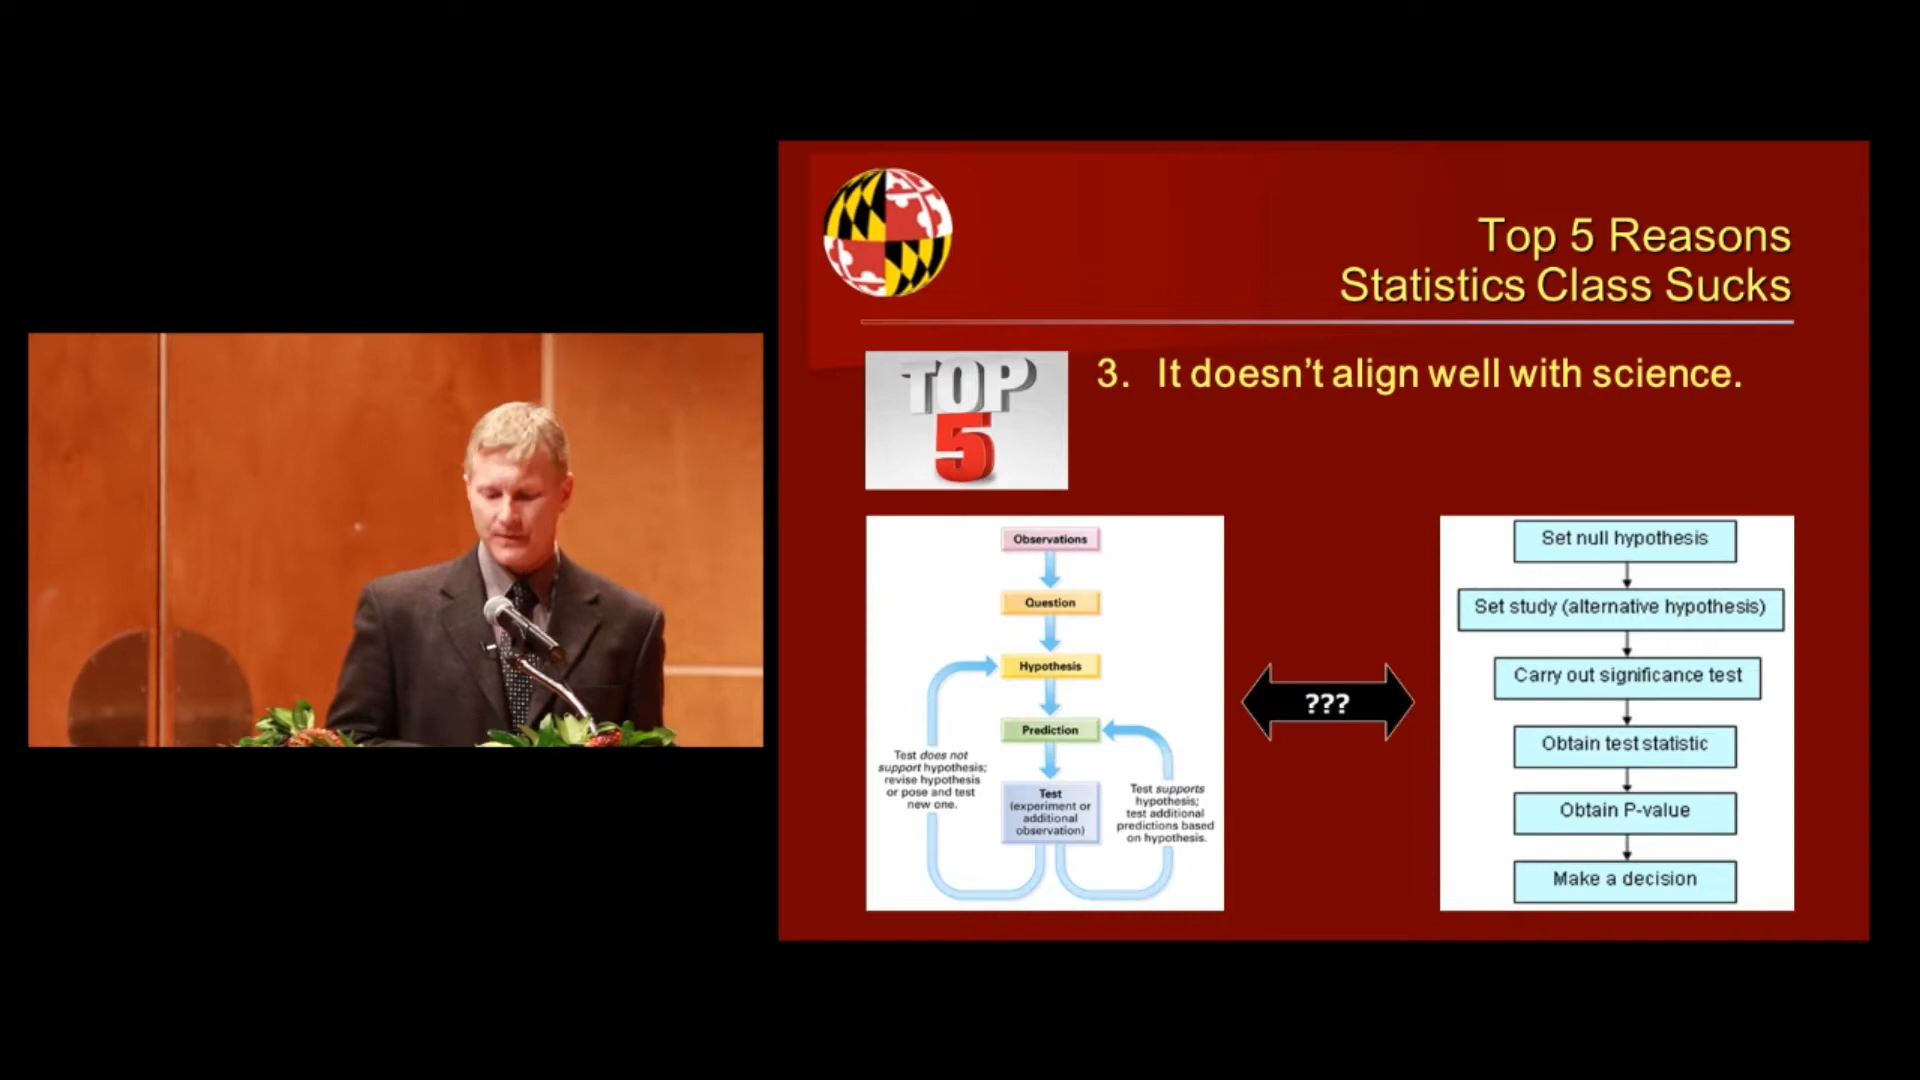 Top 5 Reasons
Statistics Class Sucks
TOP
5
3. It doesn't align well with science.
Observations
Question
Hypothesis
Prediction
Test
(experiment or
additional
observation)
Test does not
support hypothesis;
revise hypothesis
or pose and test
new one.
Test supports
hypothesis;
test additional
predictions based
on hypothesis.
???
Set null hypothesis
Set study (alternative hypothesis)
Carry out significance test
Obtain test statistic
Obtain P-value
Make a decision